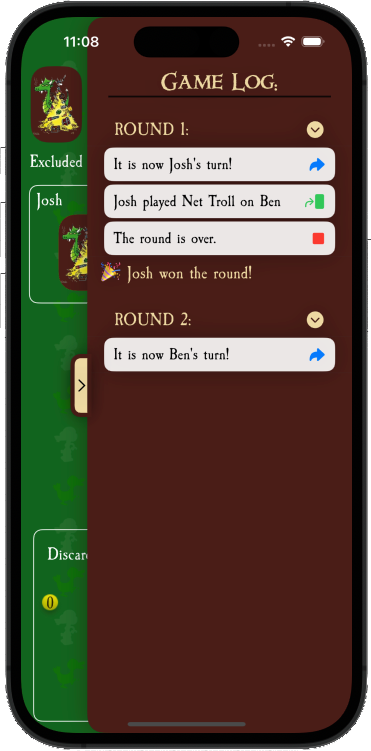 11:08
GAME LOG:
Excluded
Josh
Discar
0
ROUND 1:
It is now Josh's turn!
Josh played Net Troll on Ben
The round is over.
Josh won the round!
ROUND 2:
It is now Ben's turn!